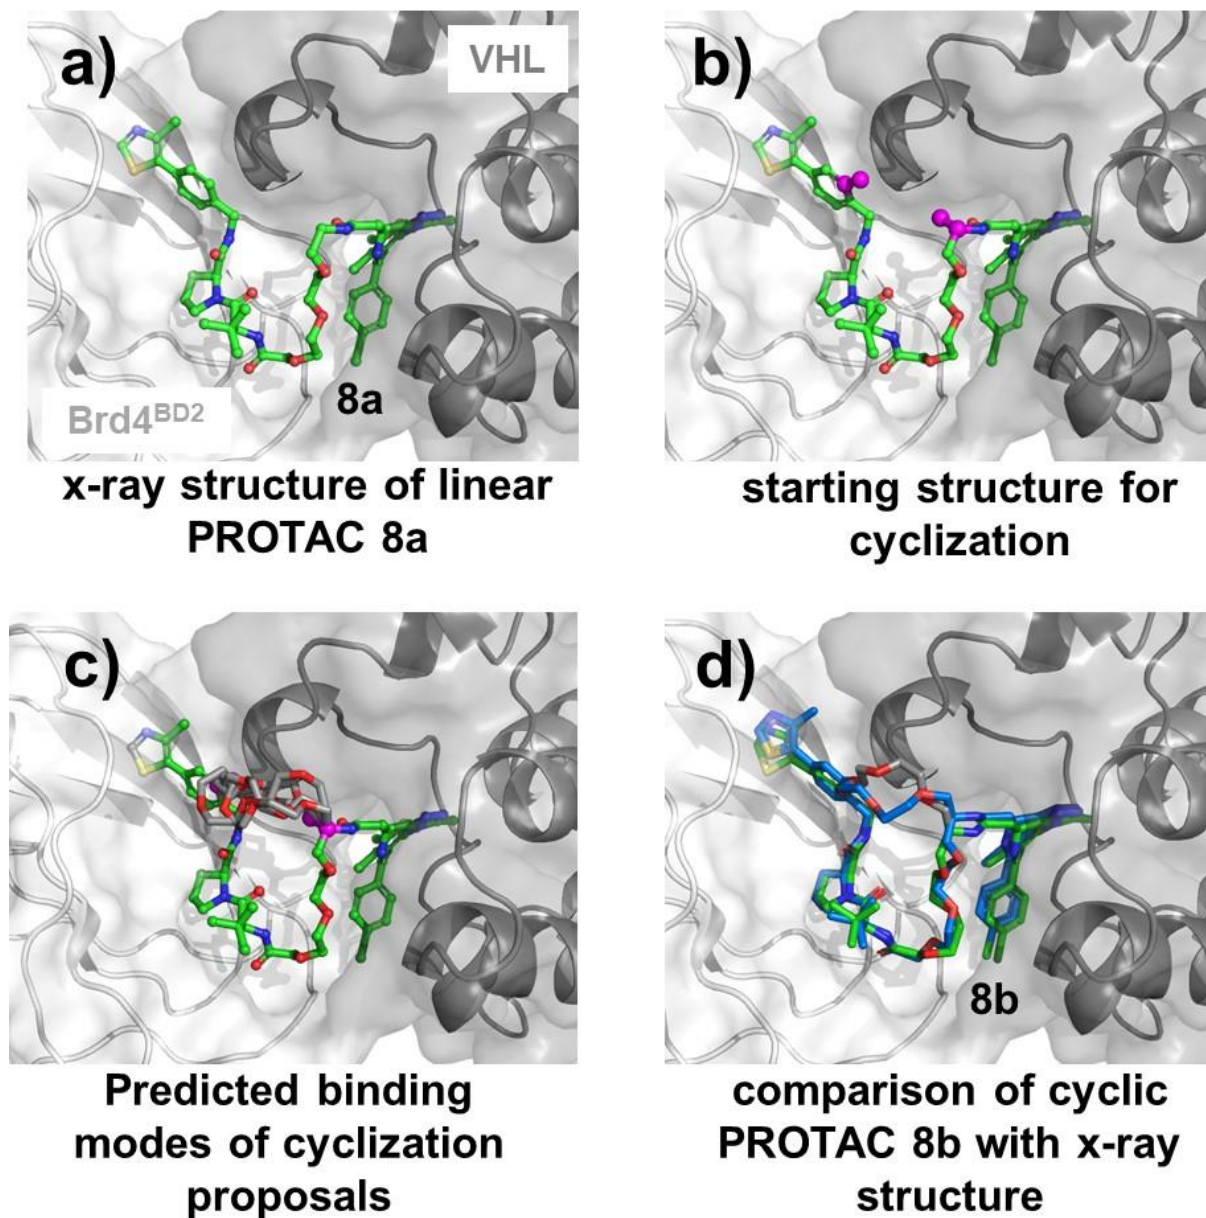 a)
VHL
Brd4BD2
8a
x-ray structure of linear
PROTAC 8a
b)
starting structure for
cyclization
c)
Predicted binding
modes of cyclization
proposals
d)
8b
comparison of cyclic
PROTAC 8b with x-ray
structure